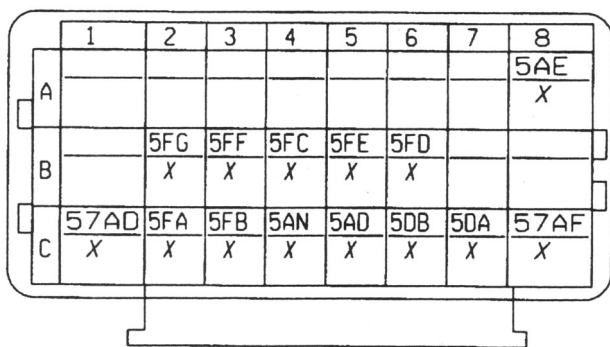 1 2 3 4 5 6 7 8
A 5AE
X
B 5FG 5FF 5FC 5FE 5FD
X X X X X
C 57AD 5FA 5FB 5AN 5AD 5DB 5DA 57AF
X X X X X X X X